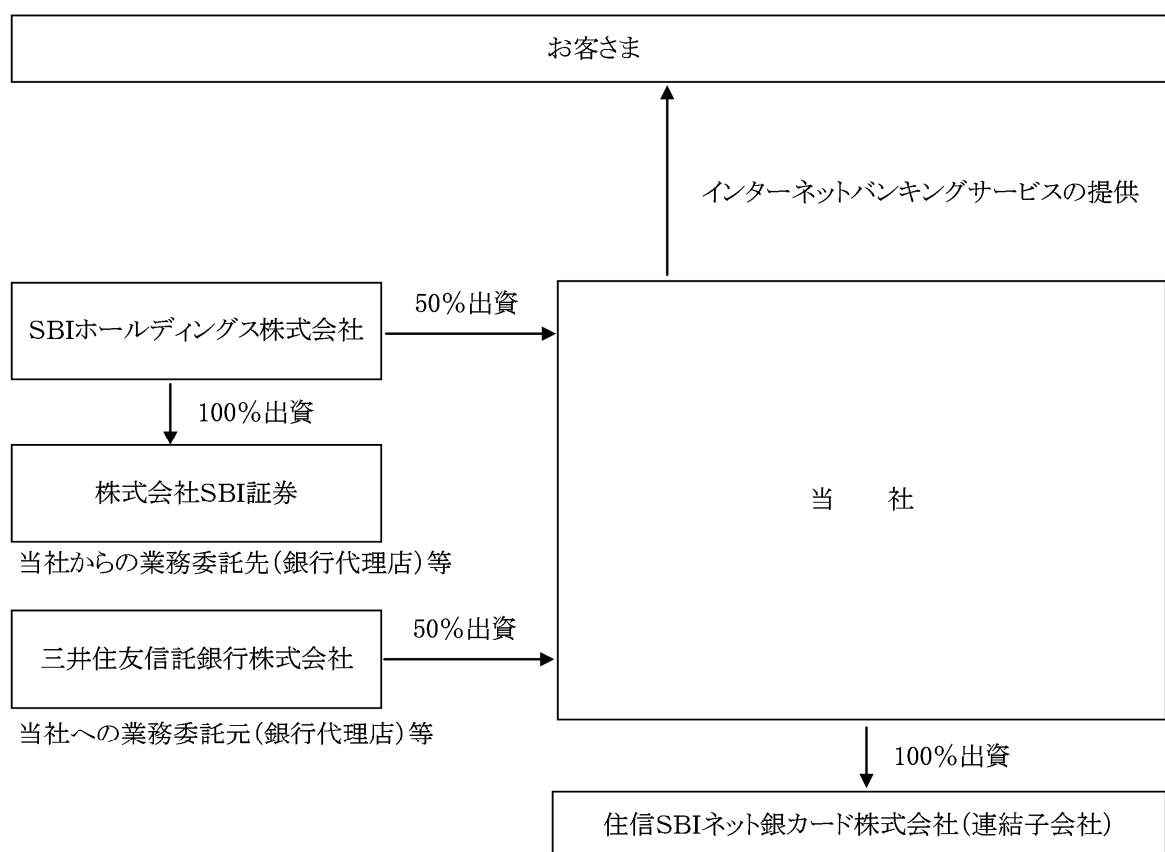 お客さま
インターネットバンキングサービスの提供
50%出資
SBIホールディングス株式会社
100%出資
株式会社SBI証券
当　　社
当社からの業務委託先(銀行代理店)等
50%出資
三井住友信託銀行株式会社
当社への業務委託元(銀行代理店)等
100%出資
住信SBIネット銀カード株式会社(連結子会社)